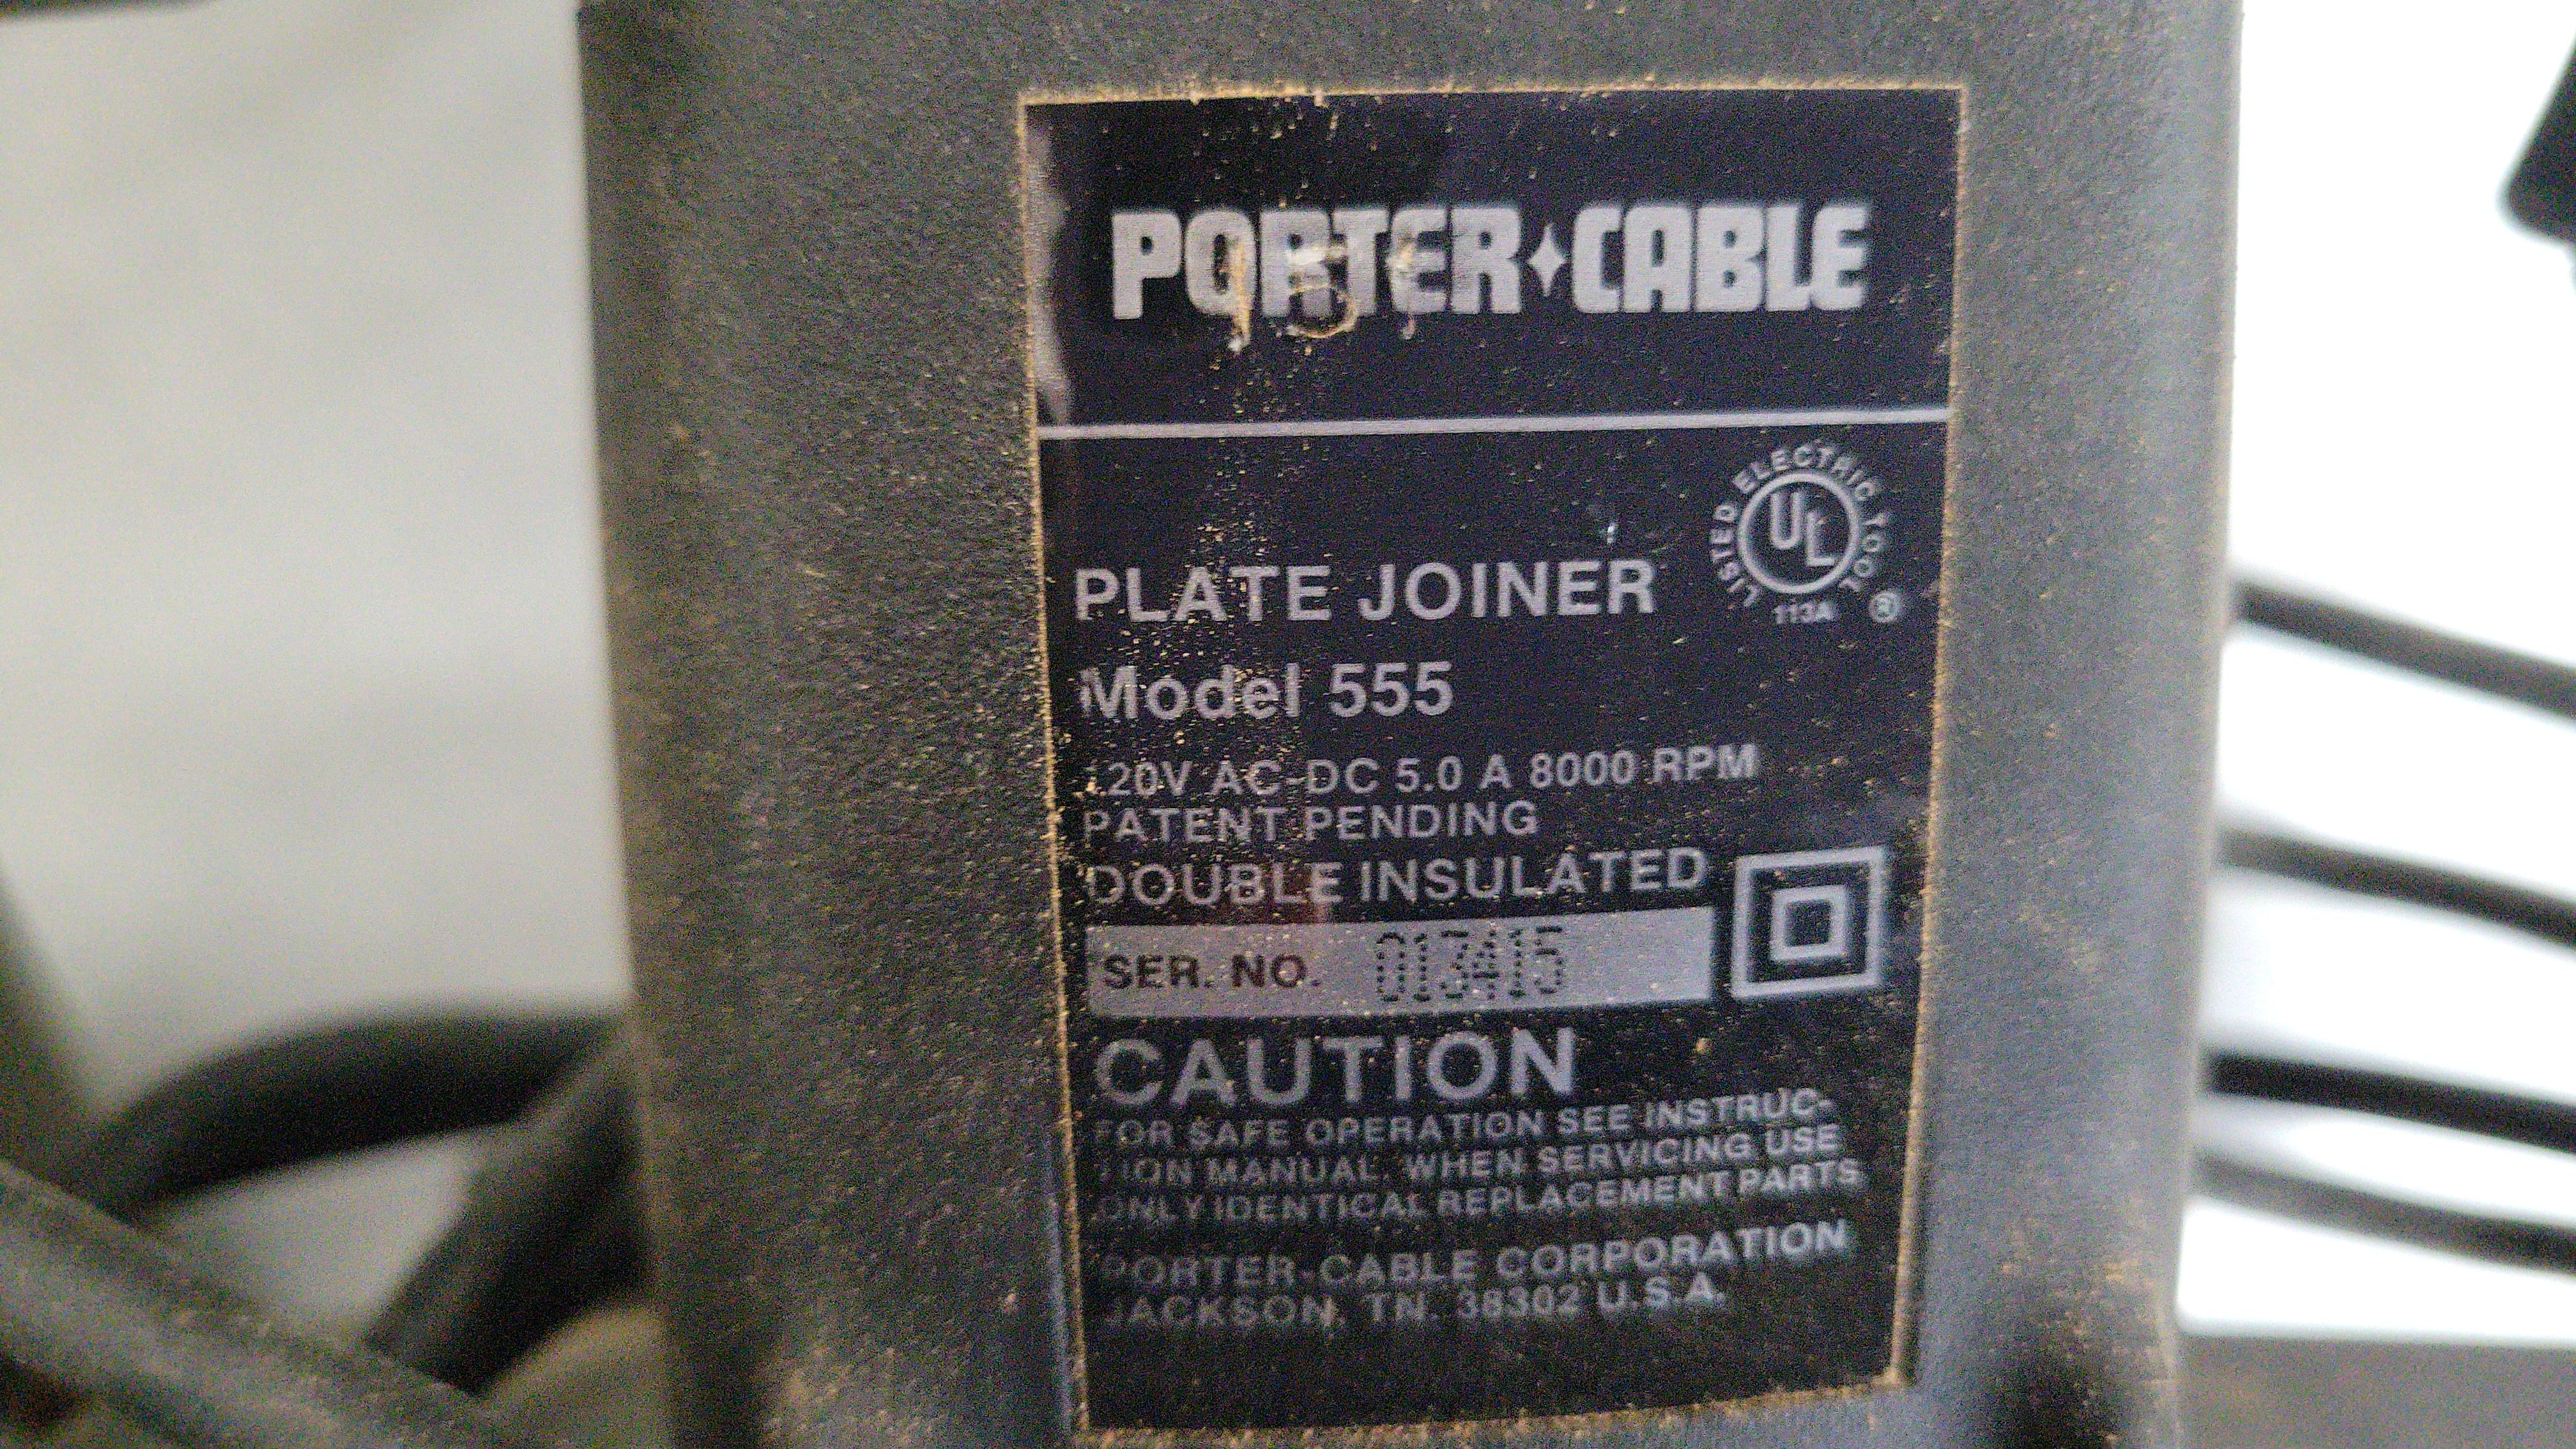 PORTER✦CABLE
LISTED ELECTRIC TOOL
UL
113A ®
PLATE JOINER
Model 555
120V AC-DC 5.0 A 8000 RPM
PATENT PENDING
DOUBLE INSULATED
SER. NO. 013415
CAUTION
FOR SAFE OPERATION SEE INSTRUC-
TION MANUAL. WHEN SERVICING USE
ONLY IDENTICAL REPLACEMENT PARTS.
PORTER-CABLE CORPORATION
JACKSON, TN. 38302 U.S.A.